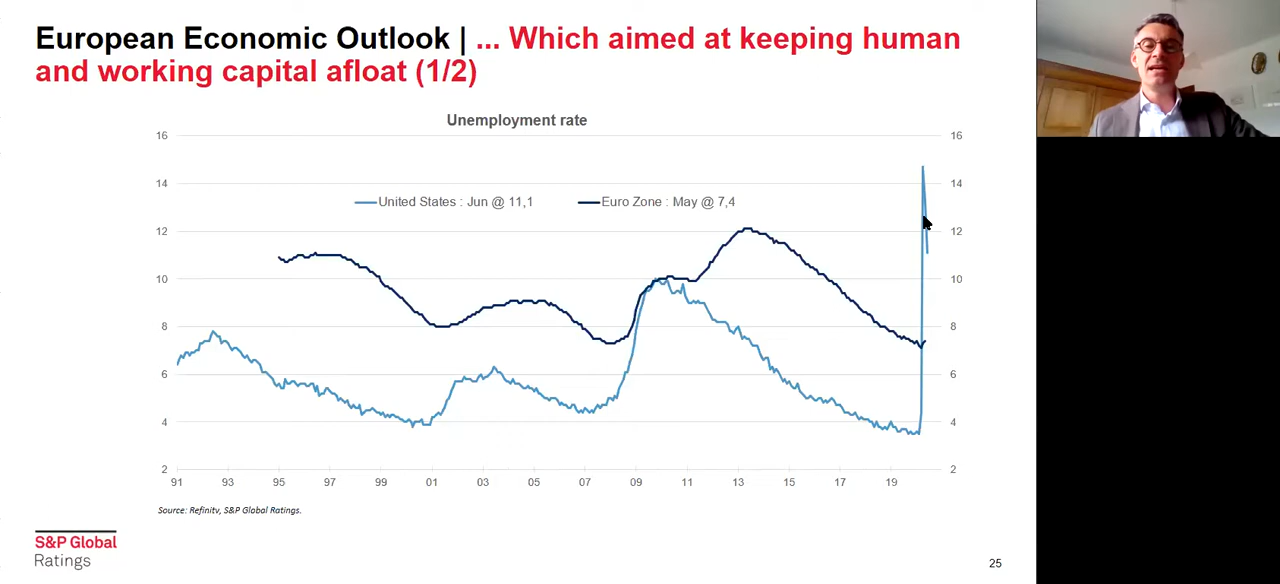 European Economic Outlook | ... Which aimed at keeping human
and working capital afloat (1/2)
Unemployment rate
16 16
14 14
United States : Jun @ 11,1 Euro Zone : May @ 7,4
12 12
10 10
8 8
6 6
4 4
2 2
91 93 95 97 99 01 03 05 07 09 11 13 15 17 19
Source: Refinitv, S&P Global Ratings.
S&P Global
Ratings
25